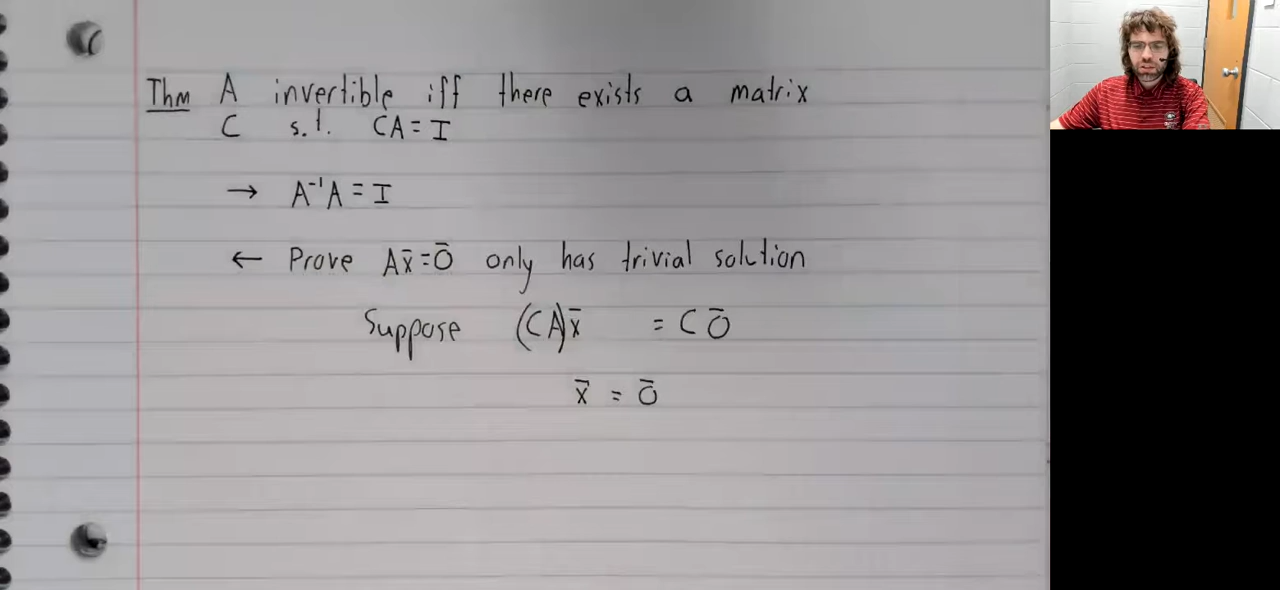 Thm A invertible iff there exists a matrix
C s.t. CA = I
→ A⁻¹A = I
← Prove Ax̄ = 0̄ only has trivial solution
Suppose (CA)x̄ = C0̄
x̄ = 0̄